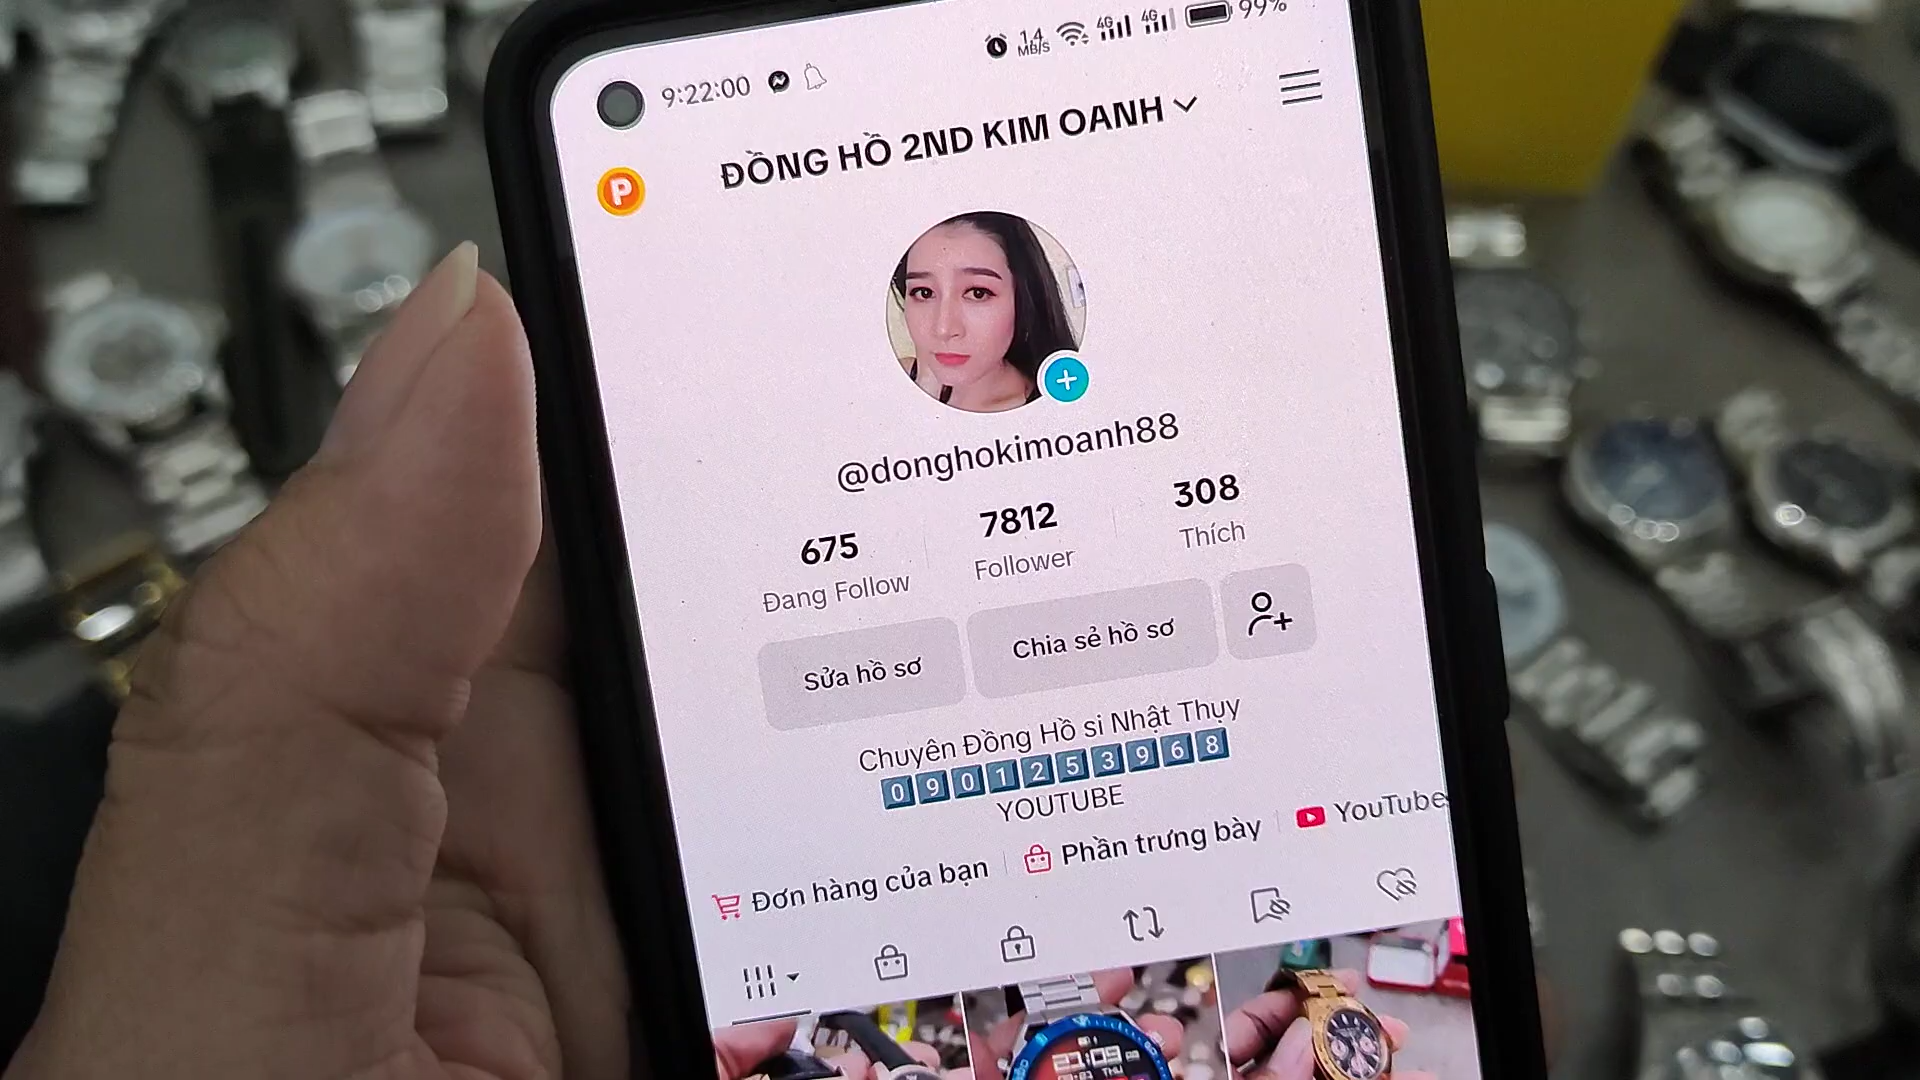 9:22:00
1,4 MB/S 4G 4G 99%
ĐỒNG HỒ 2ND KIM OANH
P
@donghokimoanh88
675 7812 308
Đang Follow Follower Thích
Sửa hồ sơ Chia sẻ hồ sơ
Chuyên Đồng Hồ si Nhật Thụy
0901253968
YOUTUBE
Đơn hàng của bạn Phần trưng bày YouTube